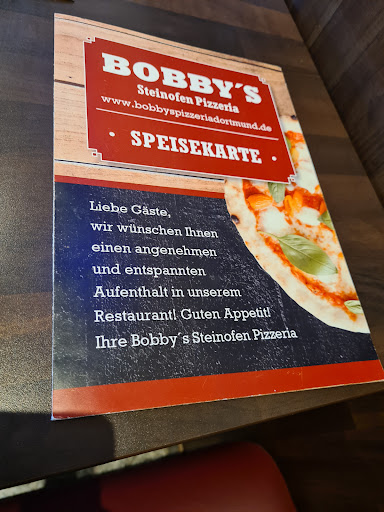 BOBBY´S
Steinofen Pizzeria
www.bobbyspizzeriadortmund.de
· SPEISEKARTE ·
Liebe Gäste,
wir wünschen Ihnen
einen angenehmen
und entspannten
Aufenthalt in unserem
Restaurant! Guten Appetit!
Ihre Bobby´s Steinofen Pizzeria